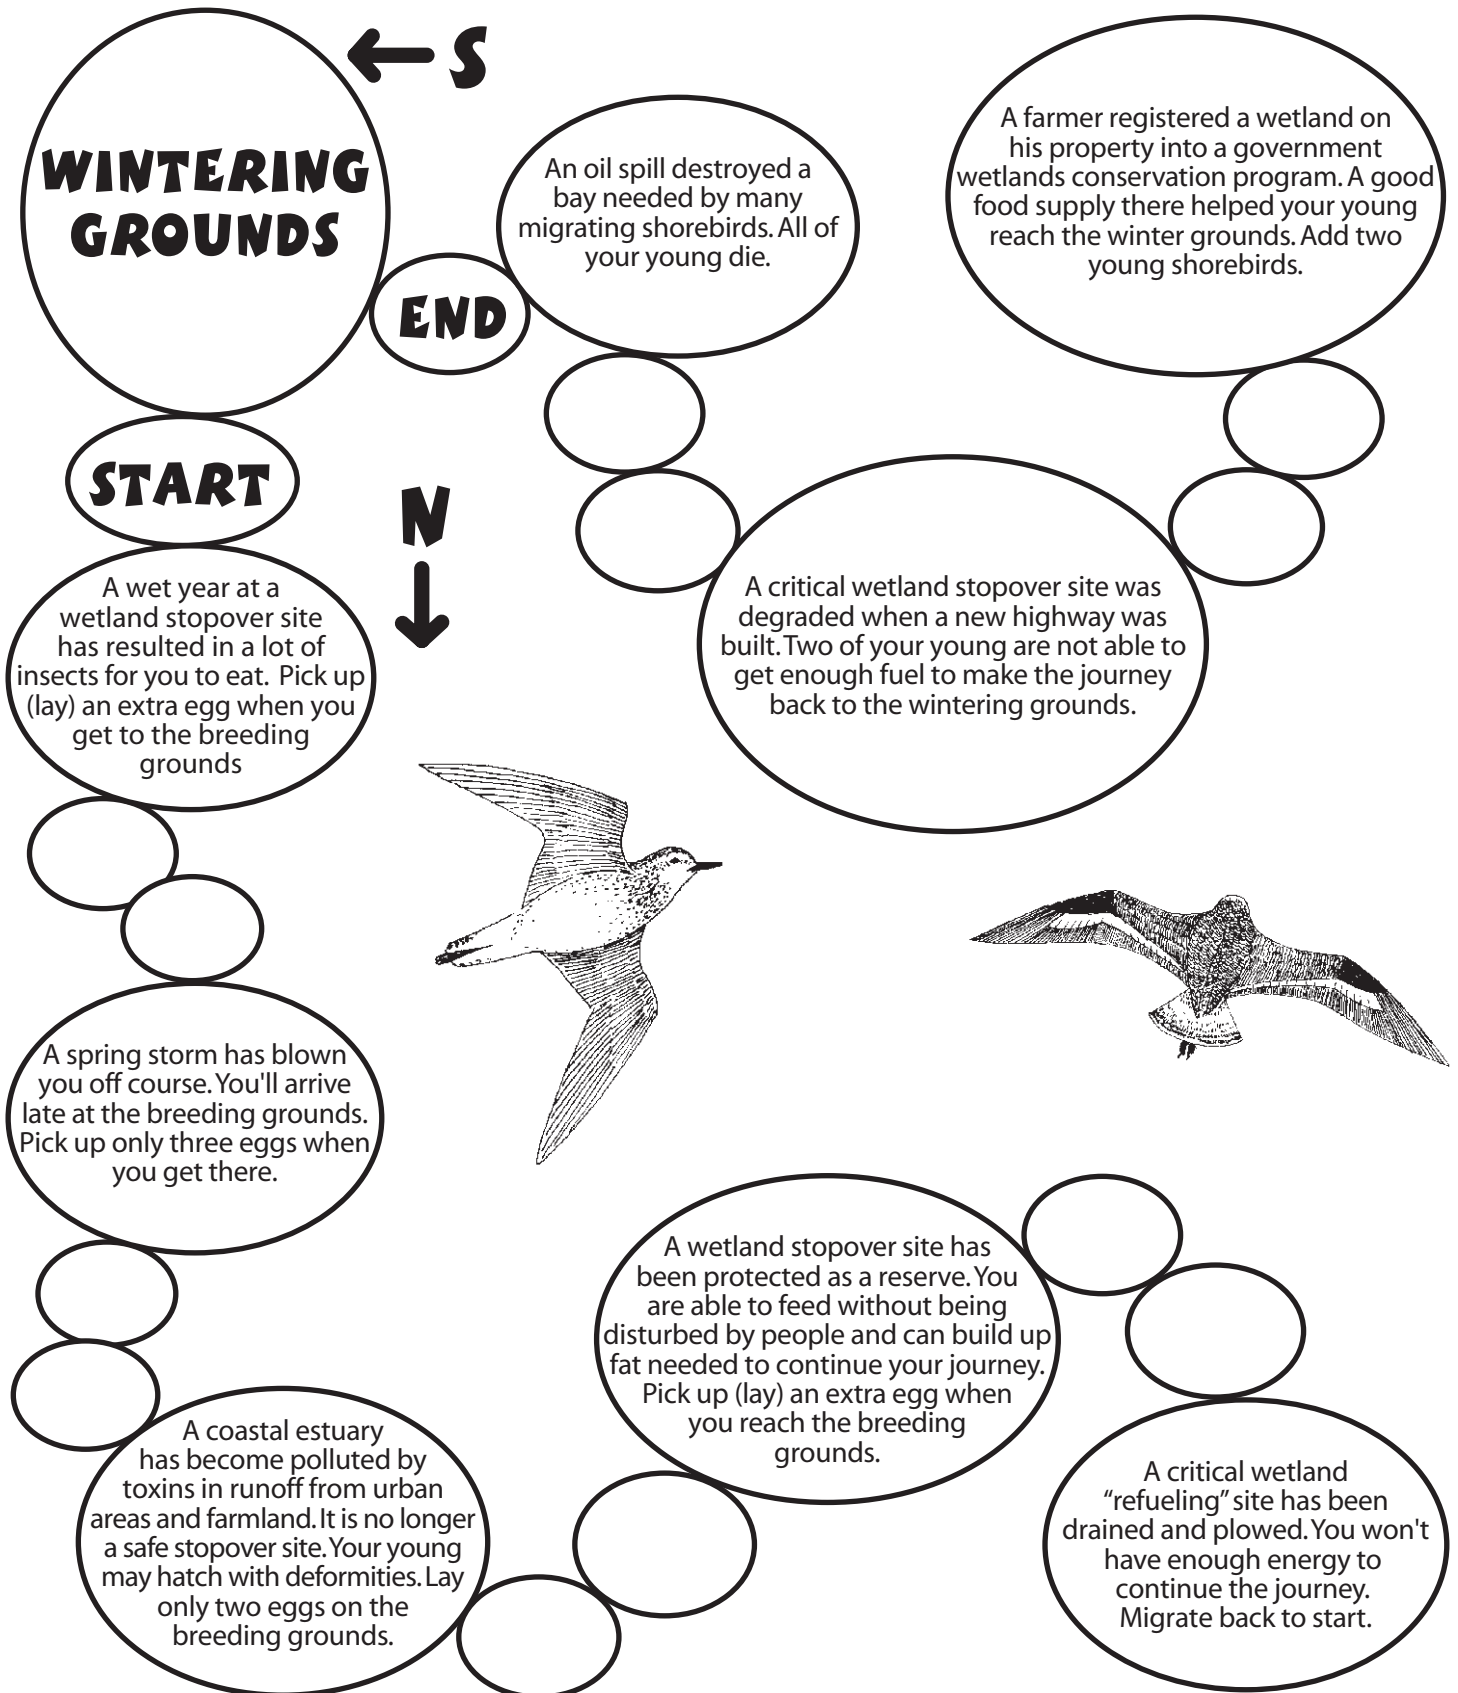 ← S
WINTERING
GROUNDS
END
START
N
An oil spill destroyed a
bay needed by many
migrating shorebirds. All of
your young die.
A farmer registered a wetland on
his property into a government
wetlands conservation program. A good
food supply there helped your young
reach the winter grounds. Add two
young shorebirds.
A critical wetland stopover site was
degraded when a new highway was
built. Two of your young are not able to
get enough fuel to make the journey
back to the wintering grounds.
A wet year at a
wetland stopover site
has resulted in a lot of
insects for you to eat.  Pick up
(lay) an extra egg when you
get to the breeding
grounds
A spring storm has blown
you off course. You'll arrive
late at the breeding grounds.
Pick up only three eggs when
you get there.
A coastal estuary
has become polluted by
toxins in runoff from urban
areas and farmland. It is no longer
a safe stopover site. Your young
may hatch with deformities. Lay
only two eggs on the
breeding grounds.
A wetland stopover site has
been protected as a reserve. You
are able to feed without being
disturbed by people and can build up
fat needed to continue your journey.
Pick up (lay) an extra egg when
you reach the breeding
grounds.
A critical wetland
“refueling” site has been
drained and plowed. You won't
have enough energy to
continue the journey.
Migrate back to start.